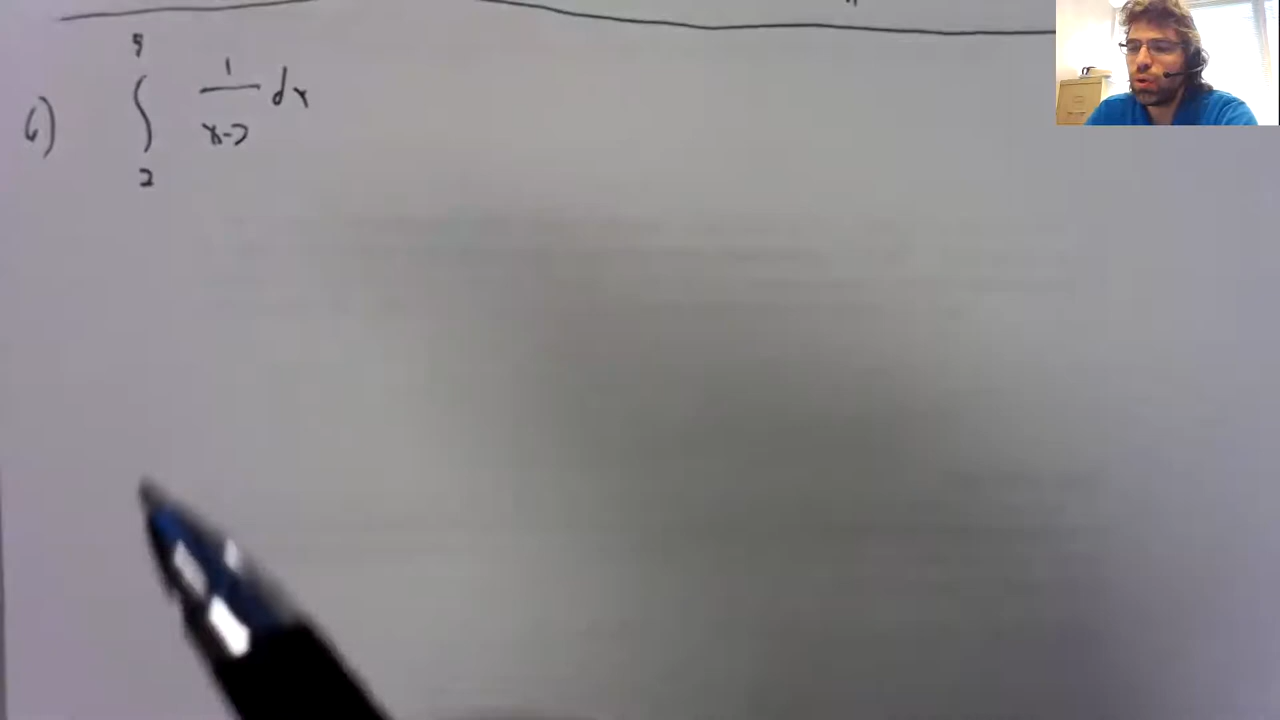 6) ∫₂⁵ 1/(x-2) dx